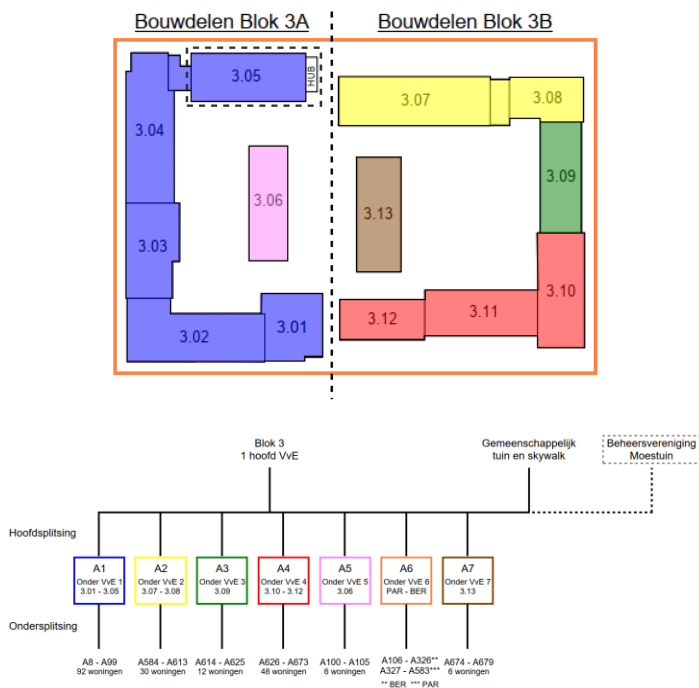 Bouwdelen Blok 3A
Bouwdelen Blok 3B
3.05
HUB
3.07
3.08
3.04
3.09
3.06
3.13
3.03
3.10
3.11
3.12
3.01
3.02
Blok 3
1 hoofd VvE
Gemeenschappelijk
tuin en skywalk
Beheersvereniging
Moestuin
Hoofdsplitsing
A1
Onder VvE 1
3.01 - 3.05
A2
Onder VvE 2
3.07 - 3.08
A3
Onder VvE 3
3.09
A4
Onder VvE 4
3.10 - 3.12
A5
Onder VvE 5
3.06
A6
Onder VvE 6
PAR - BER
A7
Onder VvE 7
3.13
Ondersplitsing
A8 - A99
92 woningen
A584 - A613
30 woningen
A614 - A625
12 woningen
A626 - A673
48 woningen
A100 - A105
6 woningen
A106 - A326**
A327 - A583***
** BER *** PAR
A674 - A679
6 woningen